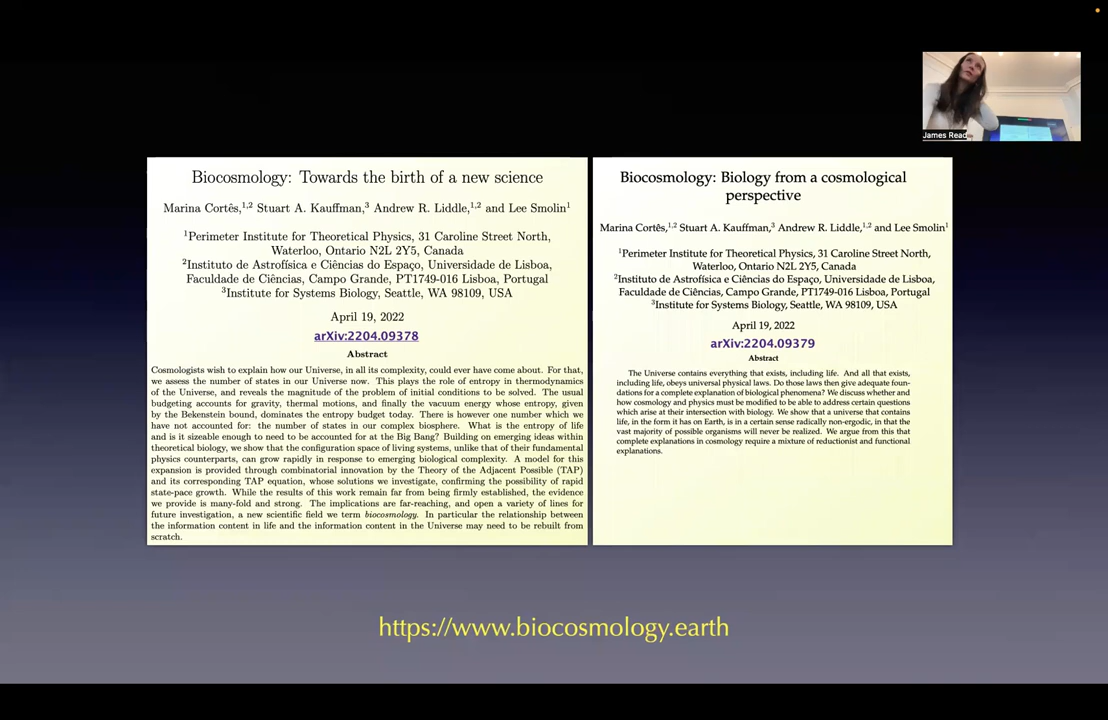 James Read
Biocosmology: Towards the birth of a new science
Marina Cortês,1,2 Stuart A. Kauffman,3 Andrew R. Liddle,1,2 and Lee Smolin1
1Perimeter Institute for Theoretical Physics, 31 Caroline Street North,
Waterloo, Ontario N2L 2Y5, Canada
2Instituto de Astrofísica e Ciências do Espaço, Universidade de Lisboa,
Faculdade de Ciências, Campo Grande, PT1749-016 Lisboa, Portugal
3Institute for Systems Biology, Seattle, WA 98109, USA
April 19, 2022
arXiv:2204.09378
Abstract
Cosmologists wish to explain how our Universe, in all its complexity, could ever have come about. For that,
we assess the number of states in our Universe now. This plays the role of entropy in thermodynamics
of the Universe, and reveals the magnitude of the problem of initial conditions to be solved. The usual
budgeting accounts for gravity, thermal motions, and finally the vacuum energy whose entropy, given
by the Bekenstein bound, dominates the entropy budget today. There is however one number which we
have not accounted for: the number of states in our complex biosphere. What is the entropy of life
and is it sizeable enough to need to be accounted for at the Big Bang? Building on emerging ideas within
theoretical biology, we show that the configuration space of living systems, unlike that of their fundamental
physics counterparts, can grow rapidly in response to emerging biological complexity. A model for this
expansion is provided through combinatorial innovation by the Theory of the Adjacent Possible (TAP)
and its corresponding TAP equation, whose solutions we investigate, confirming the possibility of rapid
state-pace growth. While the results of this work remain far from being firmly established, the evidence
we provide is many-fold and strong. The implications are far-reaching, and open a variety of lines for
future investigation, a new scientific field we term biocosmology. In particular the relationship between
the information content in life and the information content in the Universe may need to be rebuilt from
scratch.
Biocosmology: Biology from a cosmological
perspective
Marina Cortês,1,2 Stuart A. Kauffman,3 Andrew R. Liddle,1,2 and Lee Smolin1
1Perimeter Institute for Theoretical Physics, 31 Caroline Street North,
Waterloo, Ontario N2L 2Y5, Canada
2Instituto de Astrofísica e Ciências do Espaço, Universidade de Lisboa,
Faculdade de Ciências, Campo Grande, PT1749-016 Lisboa, Portugal
3Institute for Systems Biology, Seattle, WA 98109, USA
April 19, 2022
arXiv:2204.09379
Abstract
The Universe contains everything that exists, including life. And all that exists,
including life, obeys universal physical laws. Do those laws then give adequate foun-
dations for a complete explanation of biological phenomena? We discuss whether and
how cosmology and physics must be modified to be able to address certain questions
which arise at their intersection with biology. We show that a universe that contains
life, in the form it has on Earth, is in a certain sense radically non-ergodic, in that the
vast majority of possible organisms will never be realized. We argue from this that
complete explanations in cosmology require a mixture of reductionist and functional
explanations.
https://www.biocosmology.earth